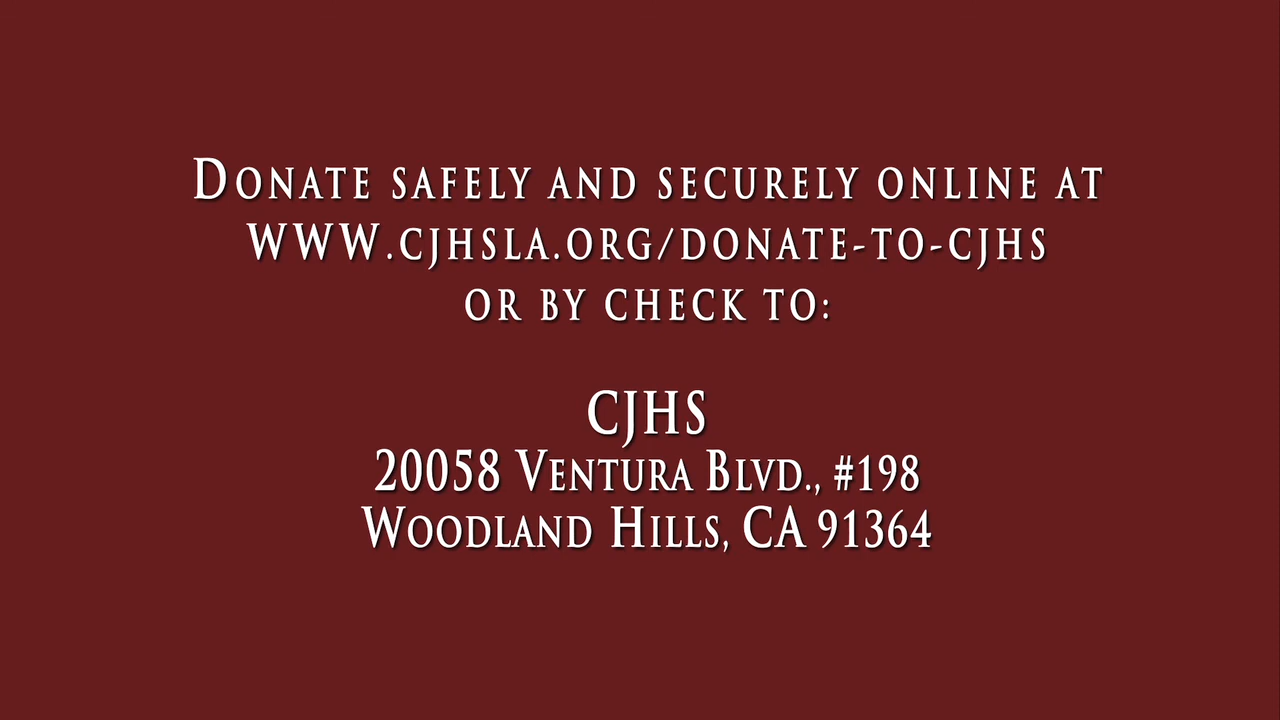 Donate safely and securely online at
www.cjhsla.org/donate-to-cjhs
or by check to:
CJHS
20058 Ventura Blvd., #198
Woodland Hills, CA 91364